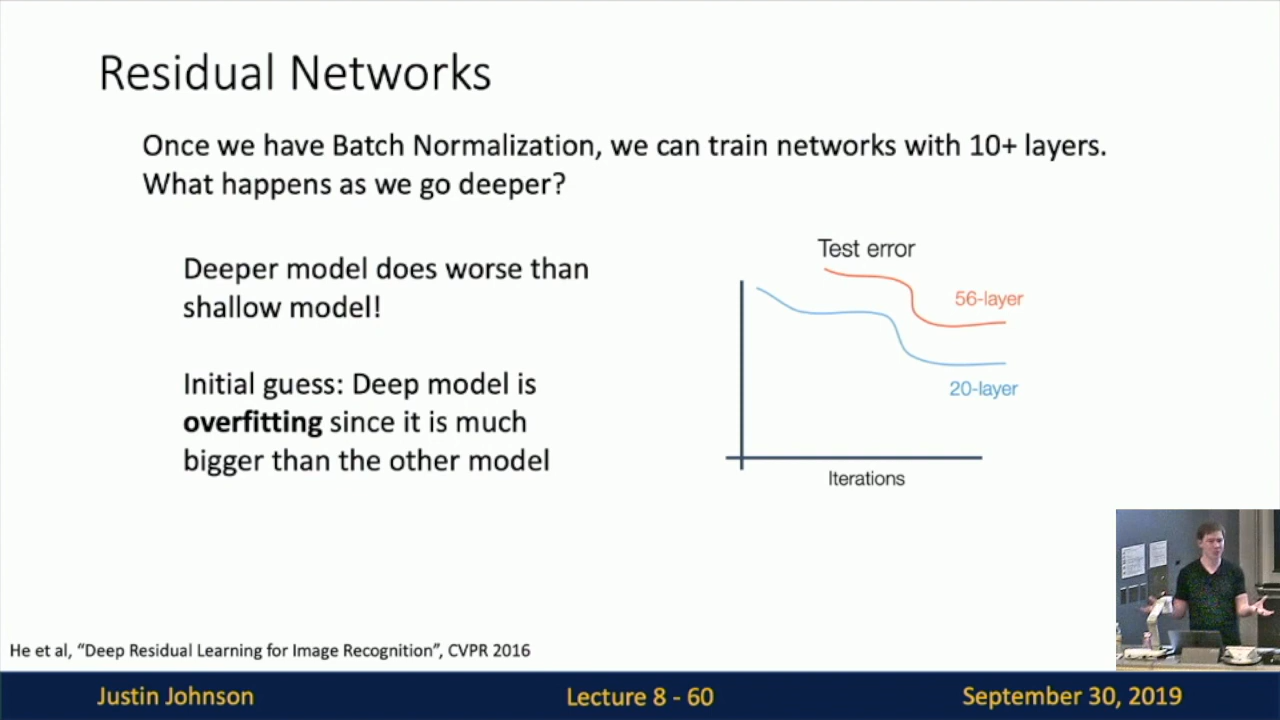 Residual Networks
Once we have Batch Normalization, we can train networks with 10+ layers.
What happens as we go deeper?
Deeper model does worse than
shallow model!
Initial guess: Deep model is
overfitting since it is much
bigger than the other model
Test error
56-layer
20-layer
Iterations
He et al, “Deep Residual Learning for Image Recognition”, CVPR 2016
Justin Johnson
Lecture 8 - 60
September 30, 2019